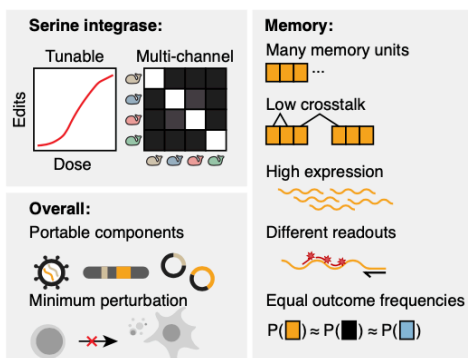 Serine integrase:
Tunable
Multi-channel
Edits
Dose
Overall:
Portable components
Minimum perturbation
Memory:
Many memory units
...
Low crosstalk
High expression
Different readouts
Equal outcome frequencies
P( ) ≈ P( ) ≈ P( )